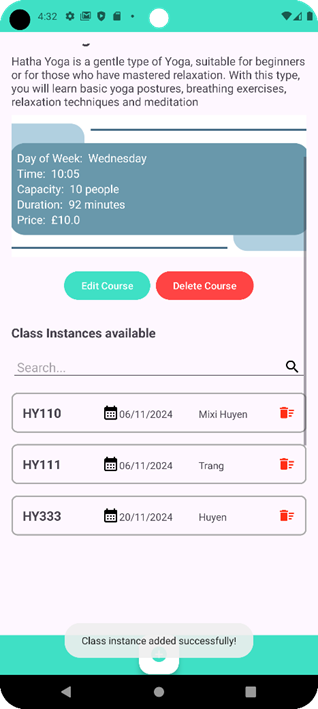 4:32
Hatha Yoga is a gentle type of Yoga, suitable for beginners
or for those who have mastered relaxation. With this type,
you will learn basic yoga postures, breathing exercises,
relaxation techniques and meditation
Day of Week: Wednesday
Time: 10:05
Capacity: 10 people
Duration: 92 minutes
Price: £10.0
Edit Course Delete Course
Class Instances available
Search...
HY110 06/11/2024 Mixi Huyen
HY111 06/11/2024 Trang
HY333 20/11/2024 Huyen
Class instance added successfully!